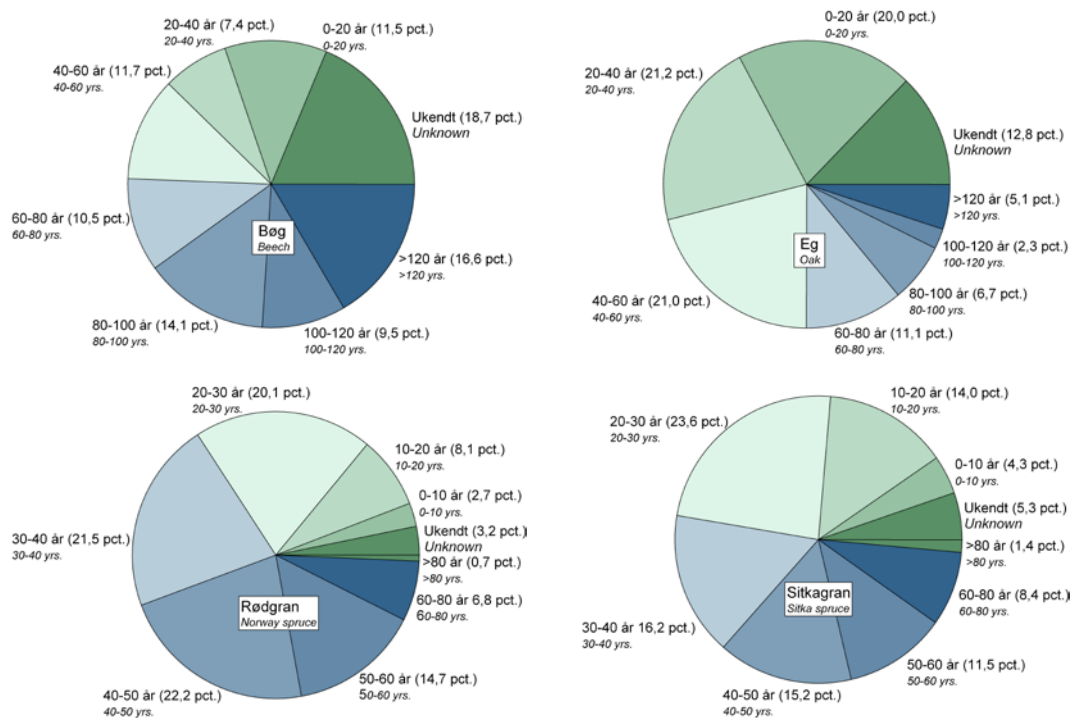 20-40 år (7,4 pct.)
20-40 yrs.
0-20 år (11,5 pct.)
0-20 yrs.
40-60 år (11,7 pct.)
40-60 yrs.
Ukendt (18,7 pct.)
Unknown
60-80 år (10,5 pct.)
60-80 yrs.
Bøg
Beech
>120 år (16,6 pct.)
>120 yrs.
80-100 år (14,1 pct.)
80-100 yrs.
100-120 år (9,5 pct.)
100-120 yrs.
0-20 år (20,0 pct.)
0-20 yrs.
20-40 år (21,2 pct.)
20-40 yrs.
Ukendt (12,8 pct.)
Unknown
>120 år (5,1 pct.)
>120 yrs.
Eg
Oak
100-120 år (2,3 pct.)
100-120 yrs.
40-60 år (21,0 pct.)
40-60 yrs.
80-100 år (6,7 pct.)
80-100 yrs.
60-80 år (11,1 pct.)
60-80 yrs.
20-30 år (20,1 pct.)
20-30 yrs.
10-20 år (8,1 pct.)
10-20 yrs.
0-10 år (2,7 pct.)
0-10 yrs.
Ukendt (3,2 pct.)
Unknown
30-40 år (21,5 pct.)
30-40 yrs.
>80 år (0,7 pct.)
>80 yrs.
Rødgran
Norway spruce
60-80 år 6,8 pct.)
60-80 yrs.
50-60 år (14,7 pct.)
50-60 yrs.
40-50 år (22,2 pct.)
40-50 yrs.
10-20 år (14,0 pct.)
10-20 yrs.
20-30 år (23,6 pct.)
20-30 yrs.
0-10 år (4,3 pct.)
0-10 yrs.
Ukendt (5,3 pct.)
Unknown
>80 år (1,4 pct.)
>80 yrs.
Sitkagran
Sitka spruce
60-80 år (8,4 pct.)
60-80 yrs.
30-40 år 16,2 pct.)
30-40 yrs.
50-60 år (11,5 pct.)
50-60 yrs.
40-50 år (15,2 pct.)
40-50 yrs.